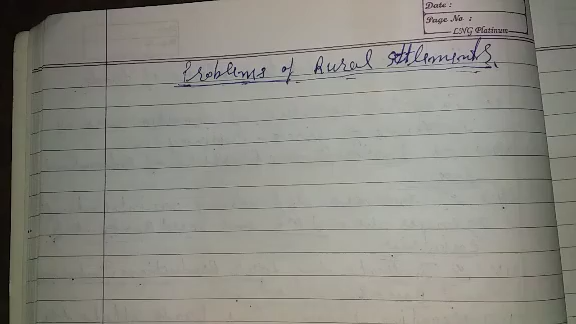 Date :
Page No :
LNG Platinum
Problems of Rural settlements